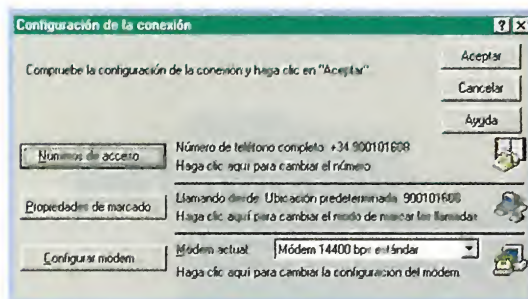 Configuración de la conexión
Compruebe la configuración de la conexión y haga clic en "Aceptar"
Aceptar
Cancelar
Ayuda
Números de acceso
Número de teléfono completo: +34 900101608
Haga clic aquí para cambiar el número
Propiedades de marcado
Llamando desde: Ubicación predeterminada 900101608
Haga clic aquí para cambiar el modo de marcar las llamadas
Configurar módem
Módem actual:
Módem 14400 bps estándar
Haga clic aquí para cambiar la configuración del módem